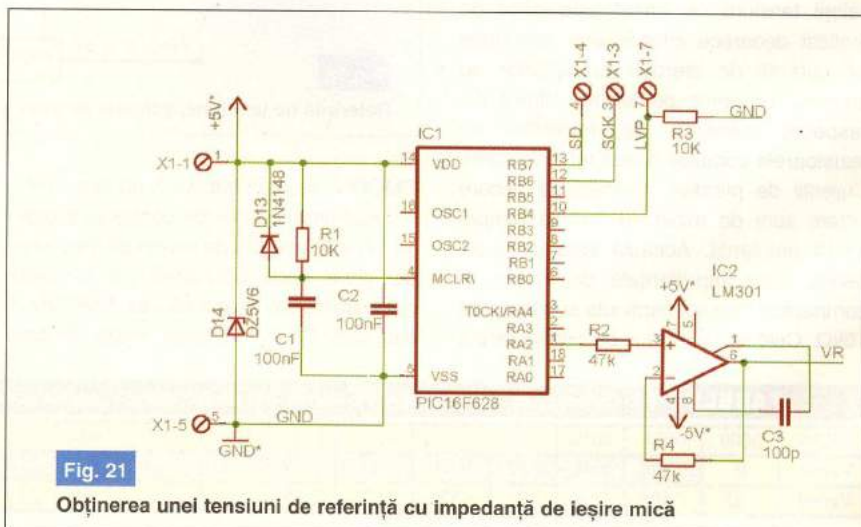 X1-4
X1-3
X1-7
+5V*
SD
4
SCK
3
LVP
7
GND
R3
10K
X1-1
1
IC1
D13
1N4148
R1
10K
14
VDD
16
OSC1
15
OSC2
4
MCLR\
5
VSS
RB7
13
RB6
12
RB5
11
RB4
10
RB3
9
RB2
8
RB1
7
RB0
6
T0CKI/RA4
3
RA3
2
RA2
1
RA1
18
RA0
17
PIC16F628
D14
DZ5V6
C1
100nF
C2
100nF
X1-5
5
GND
GND*
R2
47k
IC2
LM301
+5V*
7
5
3
+
2
-
1
6
VR
4
8
-5V*
C3
100p
R4
47k
Fig. 21
Obținerea unei tensiuni de referință cu impedanță de ieșire mică